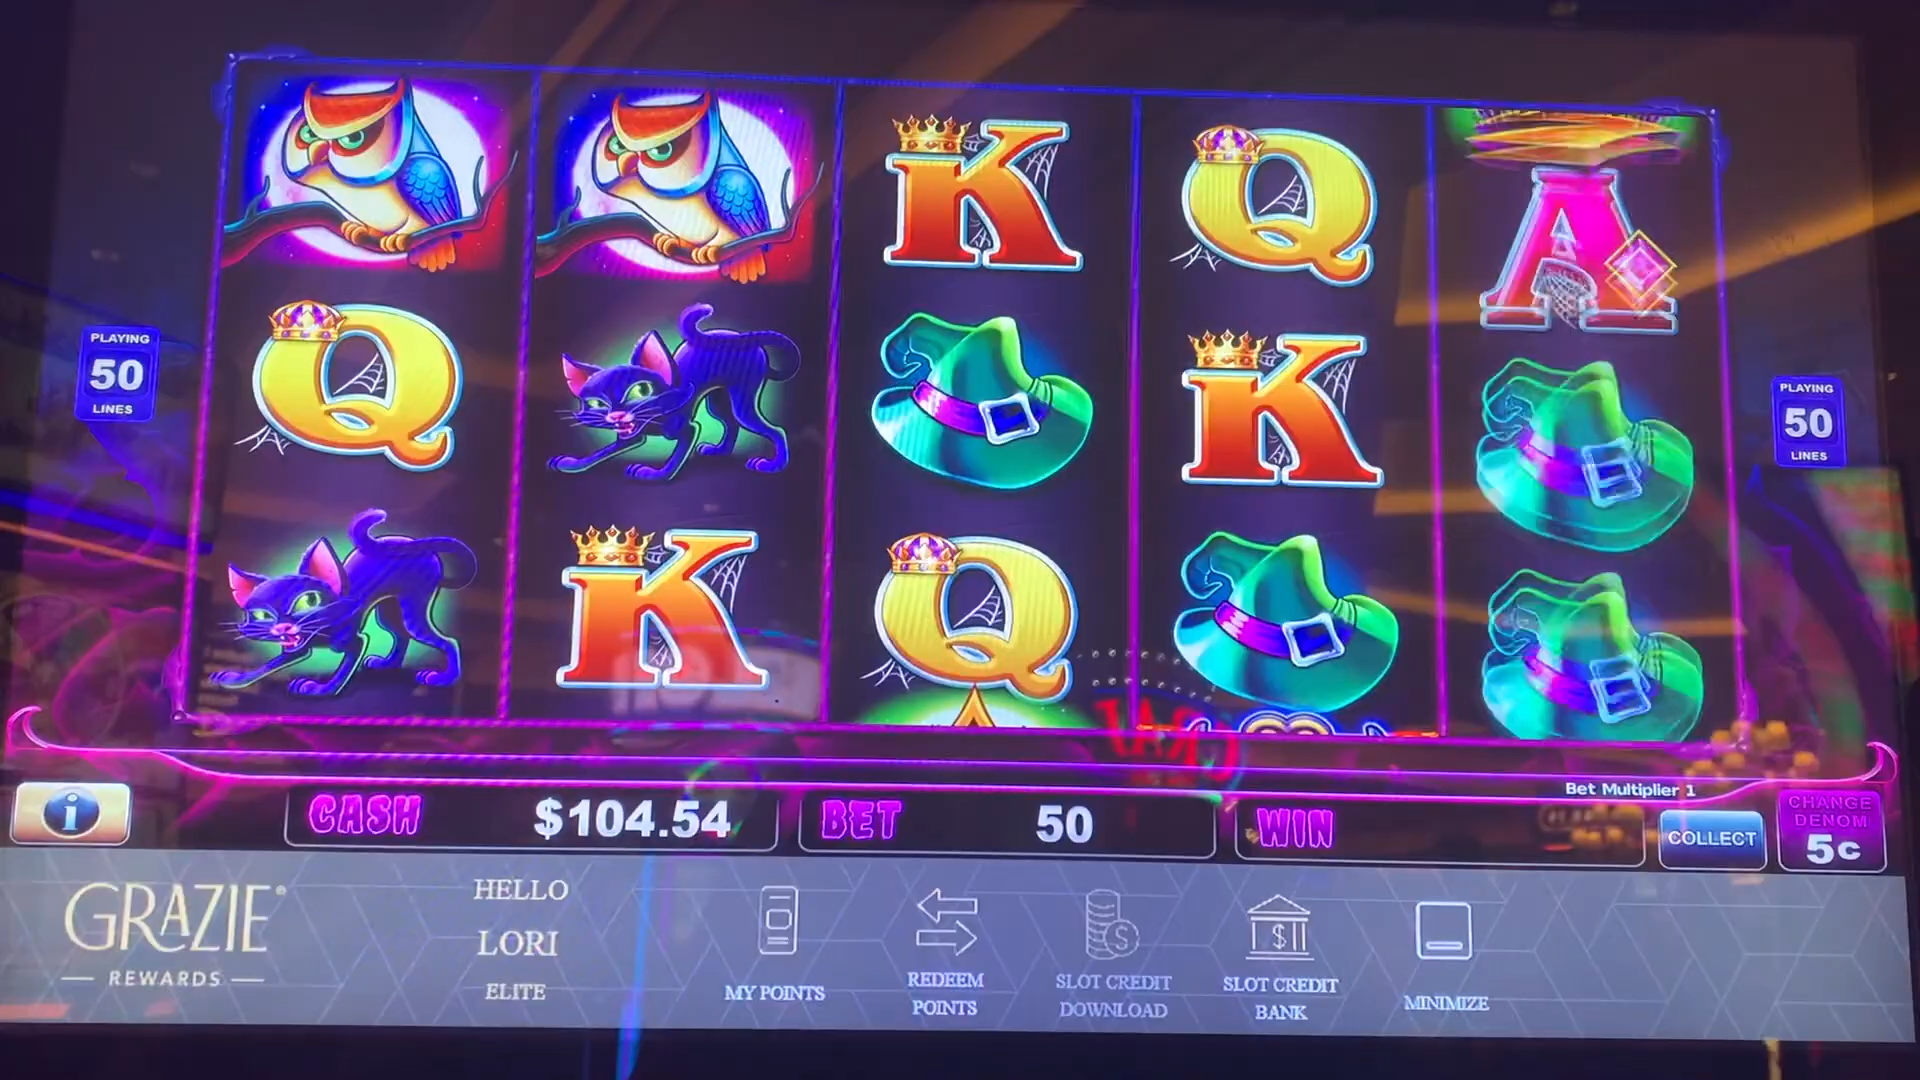 K
Q
A
PLAYING
50
LINES
Q
K
PLAYING
50
LINES
K
Q
Bet Multiplier 1
CASH $104.54
BET 50
WIN
COLLECT
CHANGE
DENOM
5¢
GRAZIE®
REWARDS
HELLO
LORI
ELITE
MY POINTS
REDEEM
POINTS
SLOT CREDIT
DOWNLOAD
SLOT CREDIT
BANK
MINIMIZE